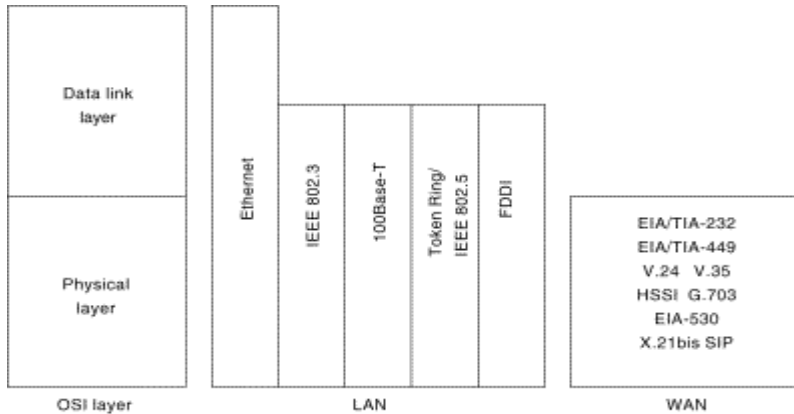 Data link
layer
Physical
layer
OSI layer
Ethernet
IEEE 802.3
100Base-T
Token Ring/
IEEE 802.5
FDDI
LAN
EIA/TIA-232
EIA/TIA-449
V.24 V.35
HSSI G.703
EIA-530
X.21bis SIP
WAN